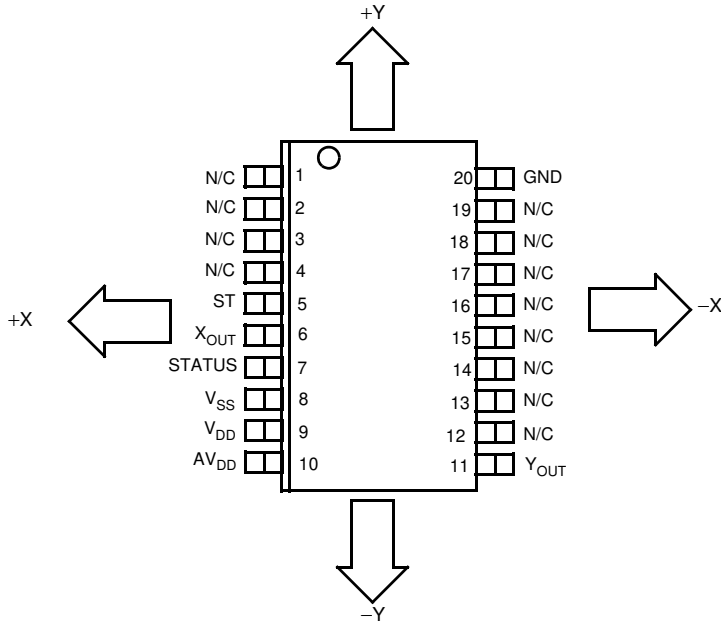 +Y
N/C 1 20 GND
N/C 2 19 N/C
N/C 3 18 N/C
N/C 4 17 N/C
ST 5 16 N/C
X_OUT 6 15 N/C
STATUS 7 14 N/C
V_SS 8 13 N/C
V_DD 9 12 N/C
AV_DD 10 11 Y_OUT
+X
−X
−Y